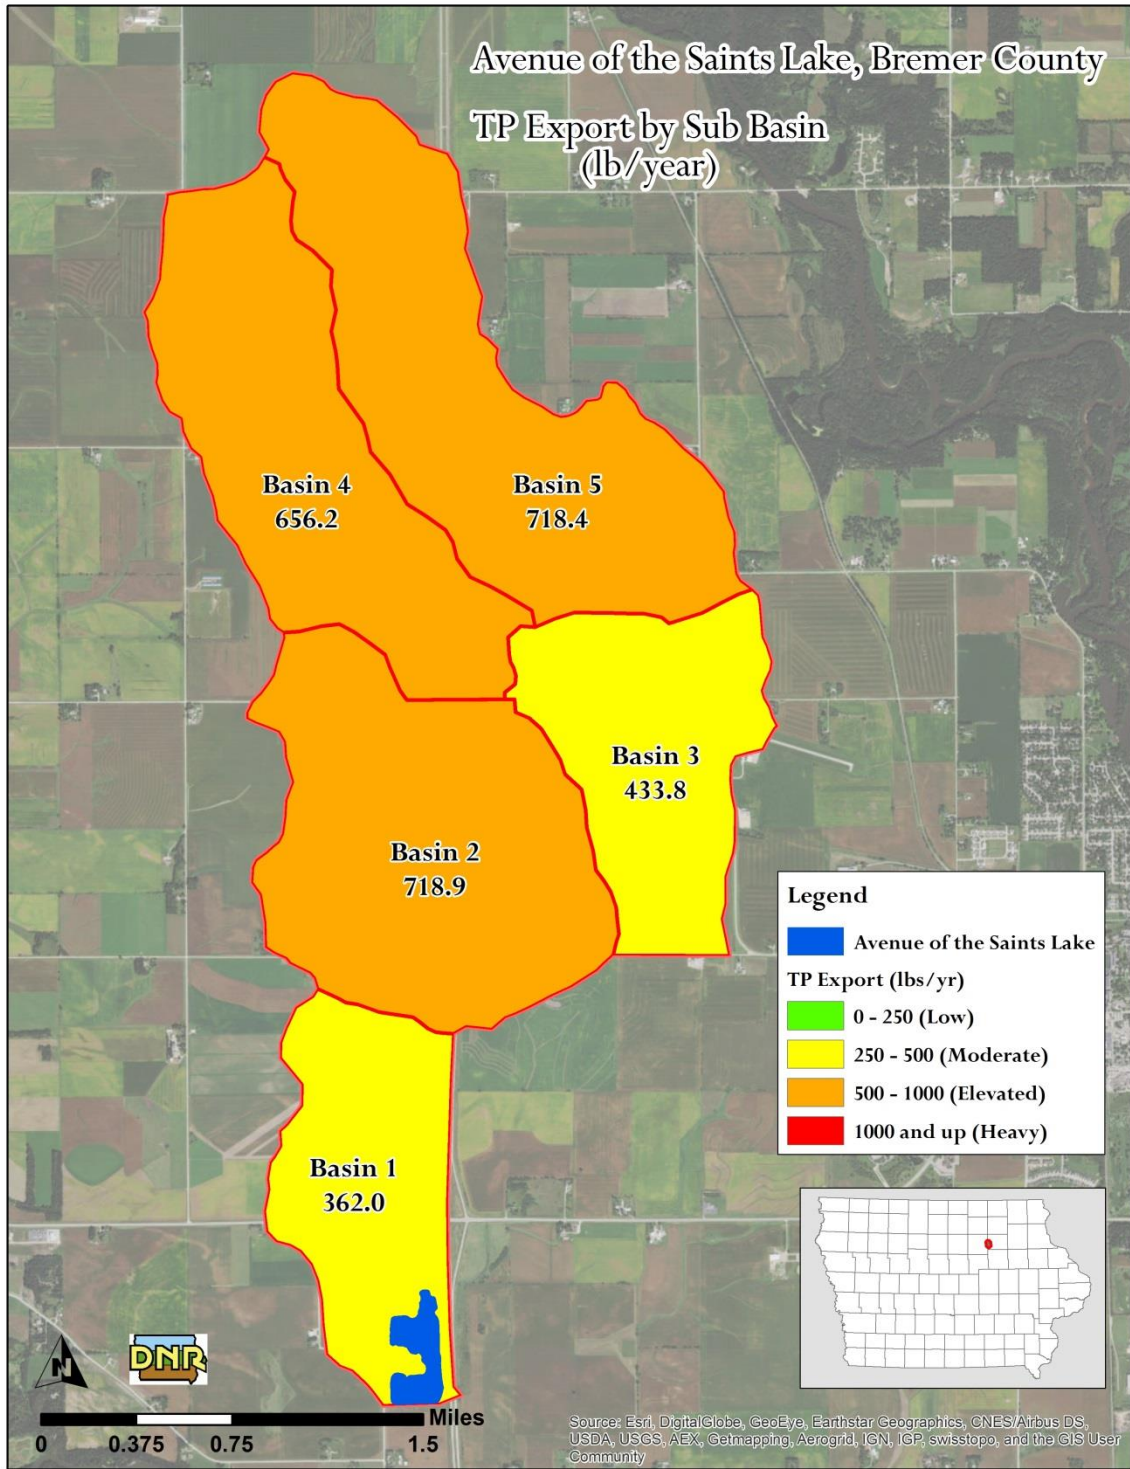 Avenue of the Saints Lake, Bremer County
TP Export by Sub Basin
(lb/year)
Basin 4
656.2
Basin 5
718.4
Basin 3
433.8
Basin 2
718.9
Basin 1
362.0
Legend
Avenue of the Saints Lake
TP Export (lbs/yr)
0 - 250 (Low)
250 - 500 (Moderate)
500 - 1000 (Elevated)
1000 and up (Heavy)
N
DNR
Miles
0 0.375 0.75 1.5
Source: Esri, DigitalGlobe, GeoEye, Earthstar Geographics, CNES/Airbus DS,
USDA, USGS, AEX, Getmapping, Aerogrid, IGN, IGP, swisstopo, and the GIS User
Community